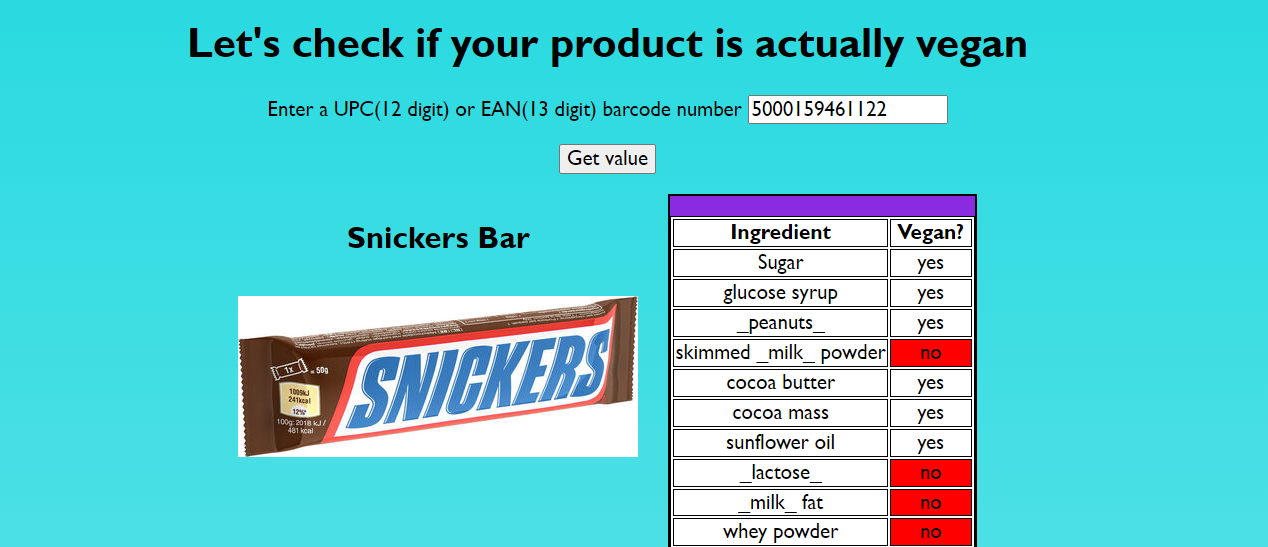 Let's check if your product is actually vegan
Enter a UPC(12 digit) or EAN(13 digit) barcode number 5000159461122
Get value
Snickers Bar
SNICKERS
1x = 50g
1009kJ
241kcal
12%*
100g: 2018 kJ /
481 kcal
Ingredient Vegan?
Sugar yes
glucose syrup yes
_peanuts_ yes
skimmed _milk_ powder no
cocoa butter yes
cocoa mass yes
sunflower oil yes
_lactose_ no
_milk_ fat no
whey powder no